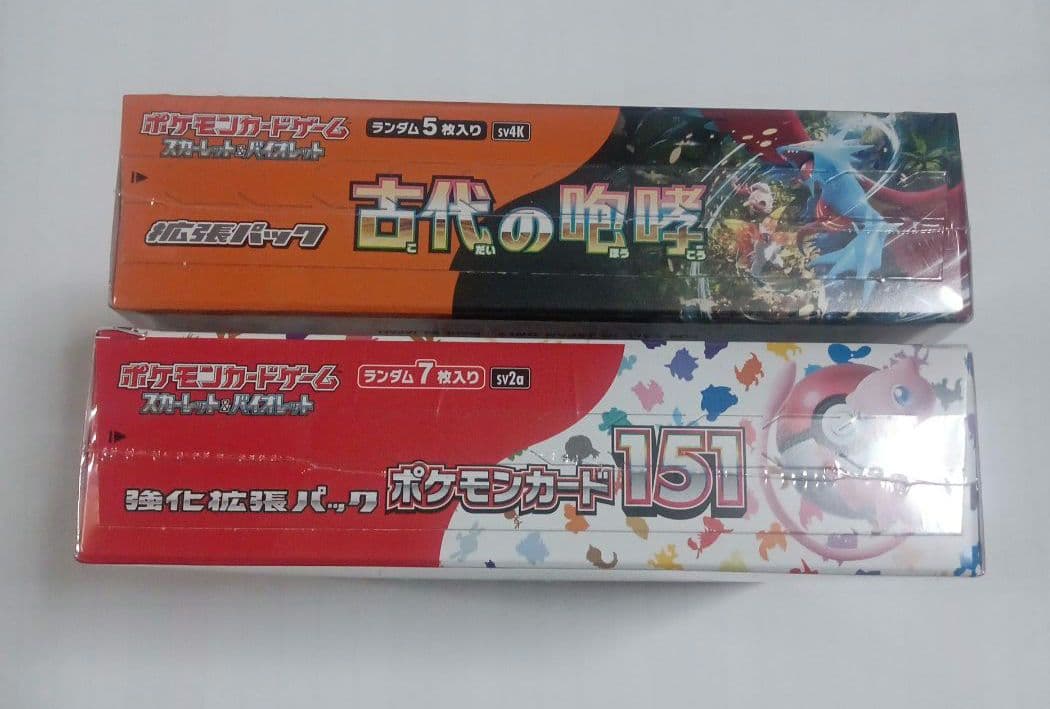 ポケモンカードゲーム
スカーレット&バイオレット
ランダム5枚入り
sv4K
拡張パック
古代の咆哮
こ だい ほう こう
ポケモンカードゲーム
スカーレット&バイオレット
ランダム7枚入り
sv2a
強化拡張パック
ポケモンカード151